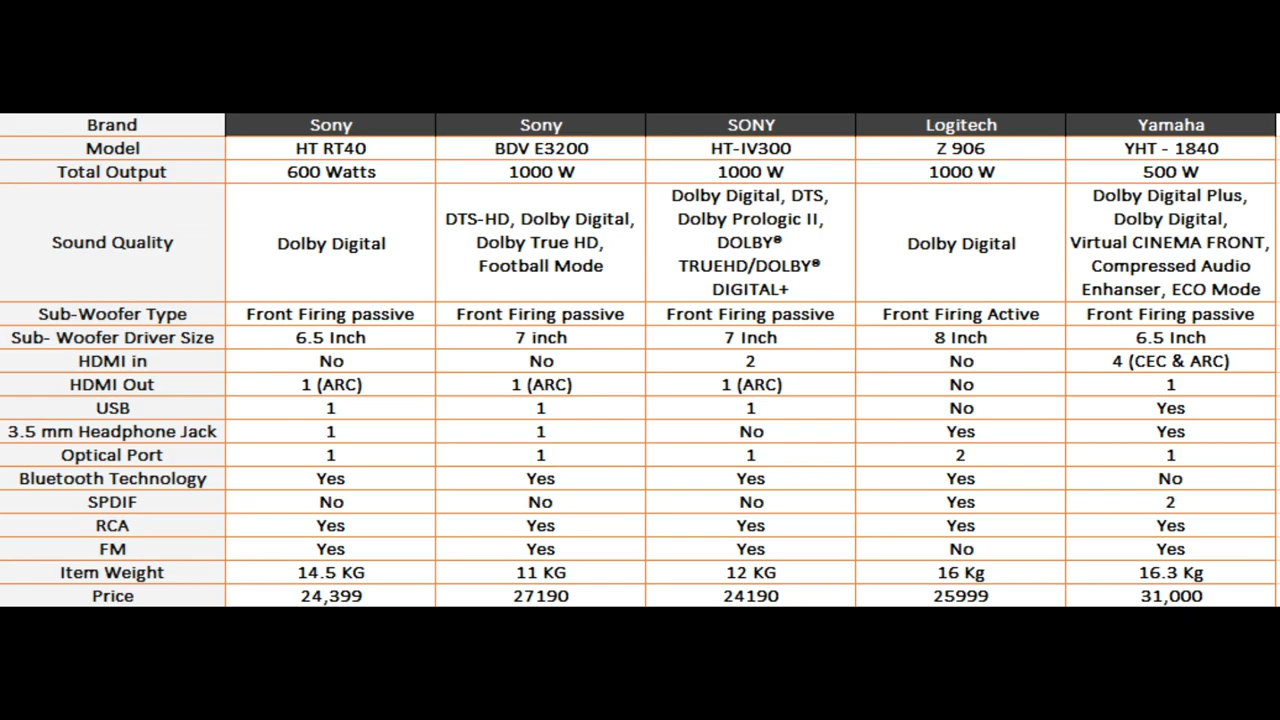 Brand Sony Sony SONY Logitech Yamaha
Model HT RT40 BDV E3200 HT-IV300 Z 906 YHT - 1840
Total Output 600 Watts 1000 W 1000 W 1000 W 500 W
Sound Quality
Dolby Digital
DTS-HD, Dolby Digital,
Dolby True HD,
Football Mode
Dolby Digital, DTS,
Dolby Prologic II,
DOLBY®
TRUEHD/DOLBY®
DIGITAL+
Dolby Digital
Dolby Digital Plus,
Dolby Digital,
Virtual CINEMA FRONT,
Compressed Audio
Enhanser, ECO Mode
Sub-Woofer Type Front Firing passive Front Firing passive Front Firing passive Front Firing Active Front Firing passive
Sub- Woofer Driver Size 6.5 Inch 7 inch 7 Inch 8 Inch 6.5 Inch
HDMI in No No 2 No 4 (CEC & ARC)
HDMI Out 1 (ARC) 1 (ARC) 1 (ARC) No 1
USB 1 1 1 No Yes
3.5 mm Headphone Jack 1 1 No Yes Yes
Optical Port 1 1 1 2 1
Bluetooth Technology Yes Yes Yes Yes No
SPDIF No No No Yes 2
RCA Yes Yes Yes Yes Yes
FM Yes Yes Yes No Yes
Item Weight 14.5 KG 11 KG 12 KG 16 Kg 16.3 Kg
Price 24,399 27190 24190 25999 31,000